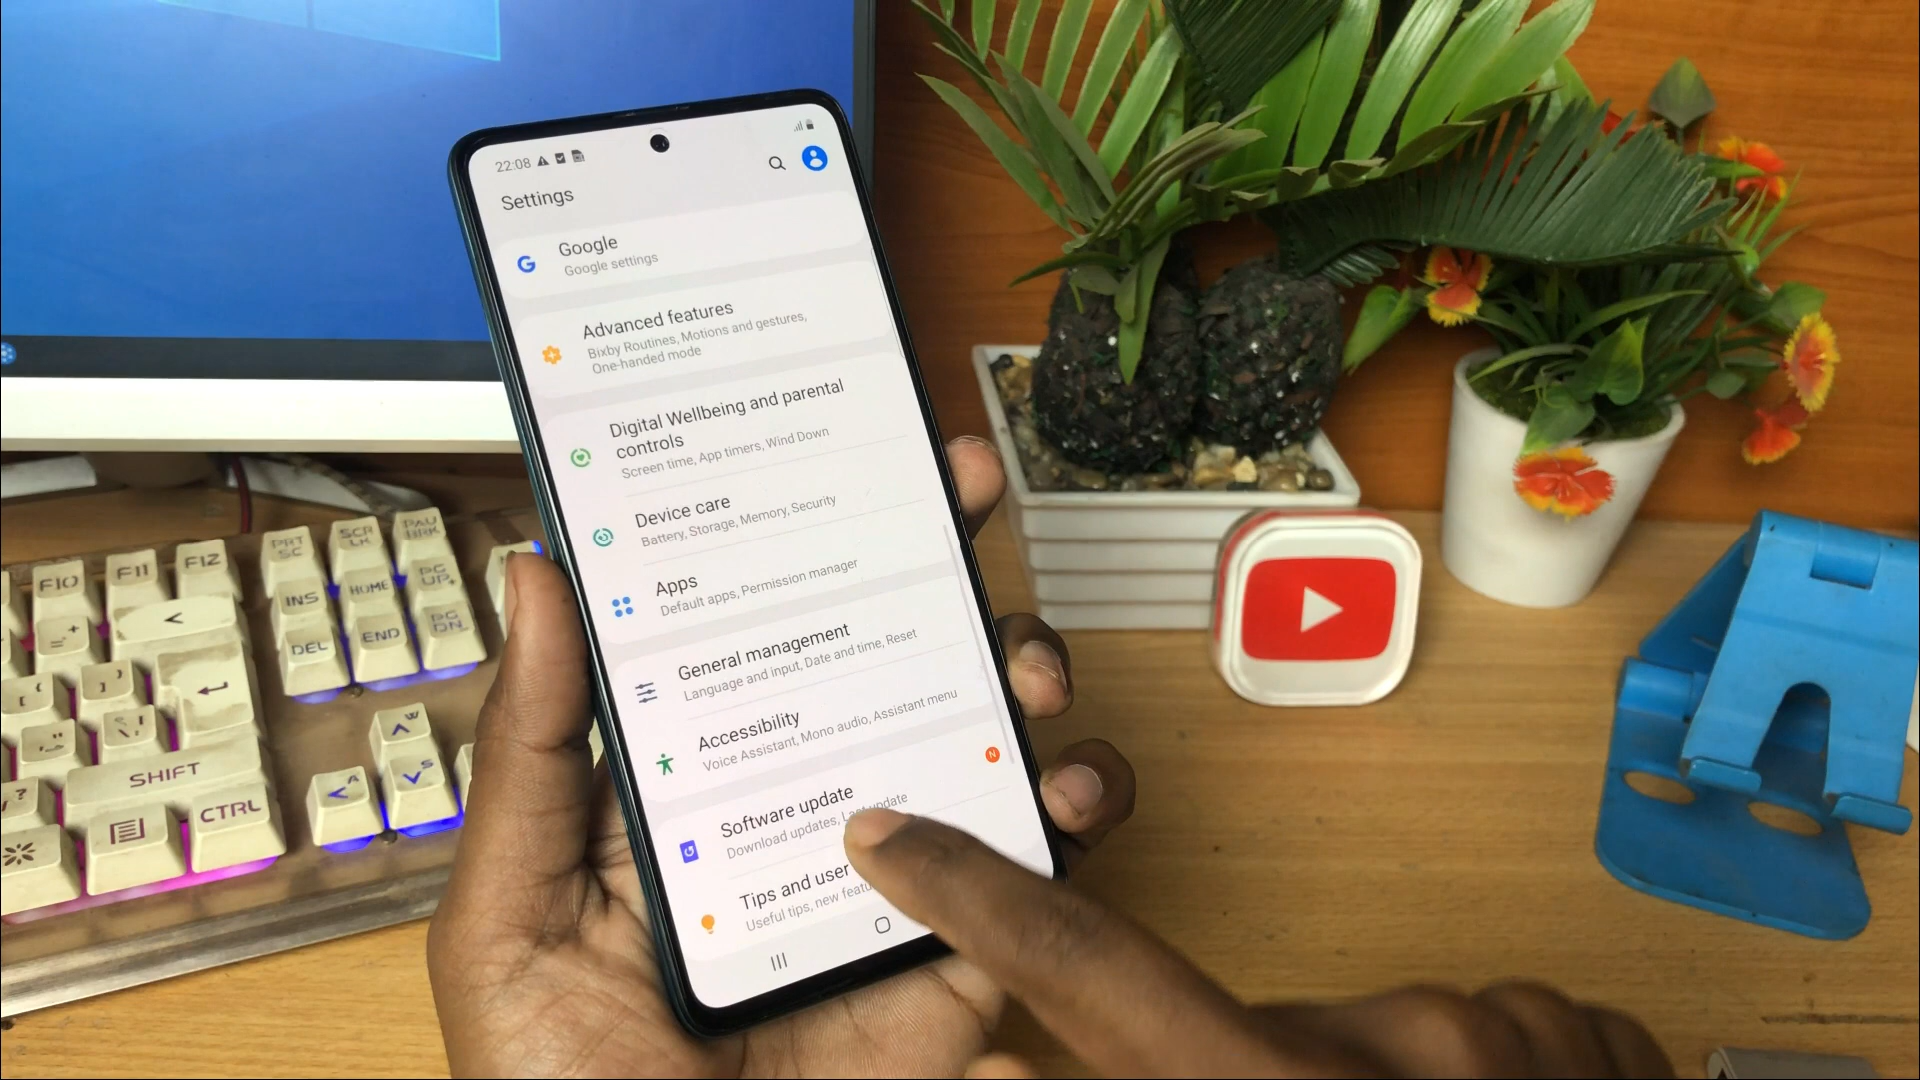 22:08
Settings
Google
Google settings
Advanced features
Bixby Routines, Motions and gestures,
One-handed mode
Digital Wellbeing and parental
controls
Screen time, App timers, Wind Down
Device care
Battery, Storage, Memory, Security
Apps
Default apps, Permission manager
General management
Language and input, Date and time, Reset
Accessibility
Voice Assistant, Mono audio, Assistant menu
N
Software update
Download updates, Last update
Tips and user
Useful tips, new
F10
F11
F12
PRT
SC
SCR
LK
PAU
BRK
INS
HOME
PG
UP
DEL
END
PG
DN
SHIFT
CTRL
W
A
S